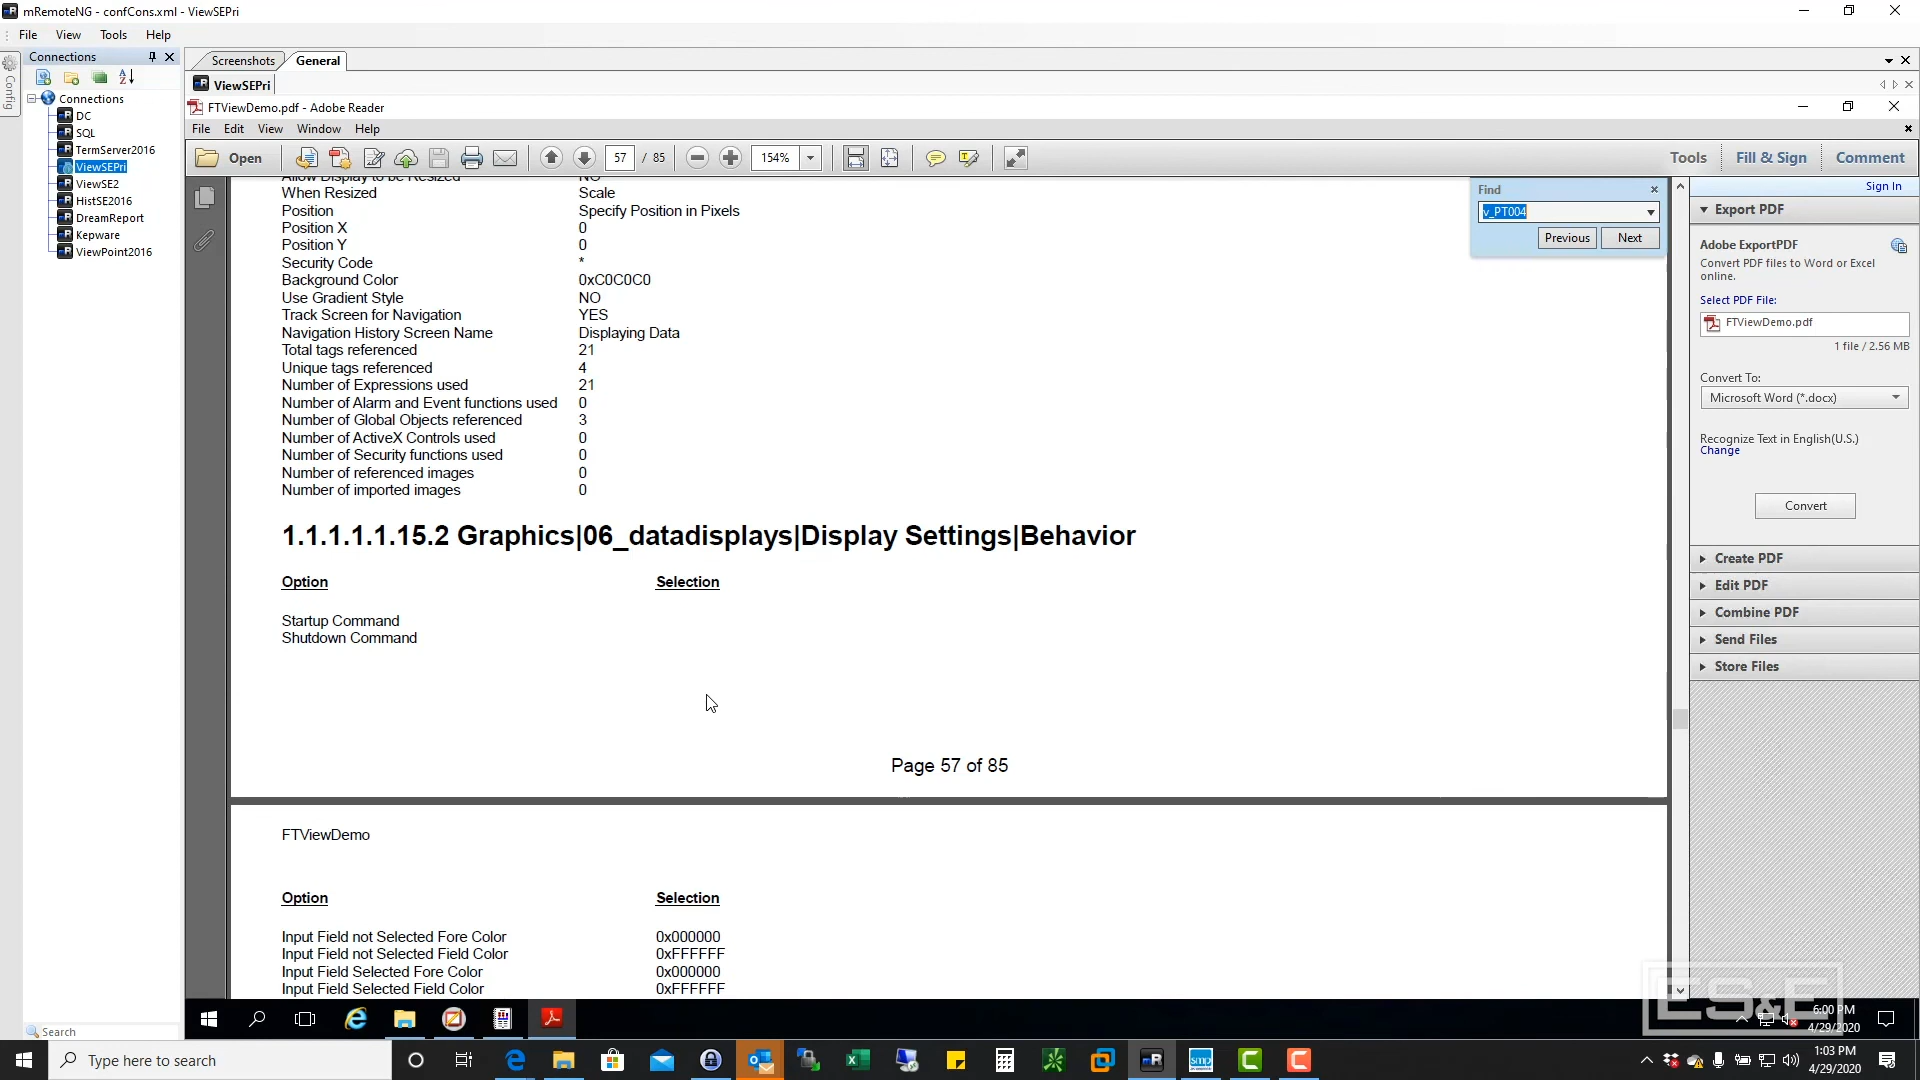 mRemoteNG - confCons.xml - ViewSEPri
File View Tools Help
Config
Connections
Connections
DC
SQL
TermServer2016
ViewSEPri
ViewSE2
HistSE2016
DreamReport
Kepware
ViewPoint2016
Search
Screenshots General
ViewSEPri
FTViewDemo.pdf - Adobe Reader
File Edit View Window Help
Open 57 / 85 154% Tools Fill & Sign Comment
Allow Display to be Resized NO
When Resized Scale
Position Specify Position in Pixels
Position X 0
Position Y 0
Security Code *
Background Color 0xC0C0C0
Use Gradient Style NO
Track Screen for Navigation YES
Navigation History Screen Name Displaying Data
Total tags referenced 21
Unique tags referenced 4
Number of Expressions used 21
Number of Alarm and Event functions used 0
Number of Global Objects referenced 3
Number of ActiveX Controls used 0
Number of Security functions used 0
Number of referenced images 0
Number of imported images 0
1.1.1.1.1.15.2 Graphics|06_datadisplays|Display Settings|Behavior
Option Selection
Startup Command
Shutdown Command
Page 57 of 85
FTViewDemo
Option Selection
Input Field not Selected Fore Color 0x000000
Input Field not Selected Field Color 0xFFFFFF
Input Field Selected Fore Color 0x000000
Input Field Selected Field Color 0xFFFFFF
Find
v_PT004
Previous Next
Sign In
Export PDF
Adobe ExportPDF
Convert PDF files to Word or Excel
online.
Select PDF File:
FTViewDemo.pdf
1 file / 2.56 MB
Convert To:
Microsoft Word (*.docx)
Recognize Text in English(U.S.)
Change
Convert
Create PDF
Edit PDF
Combine PDF
Send Files
Store Files
ES&E
6:00 PM
4/29/2020
Type here to search
1:03 PM
4/29/2020